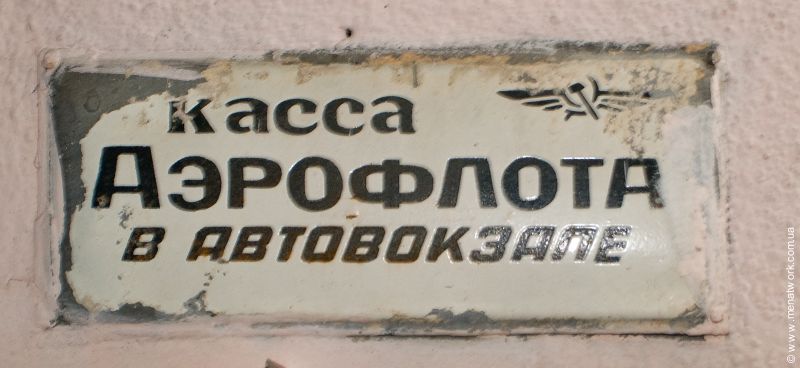 касса
Аэрофлота
в автовокзале
© www.menatwork.com.ua